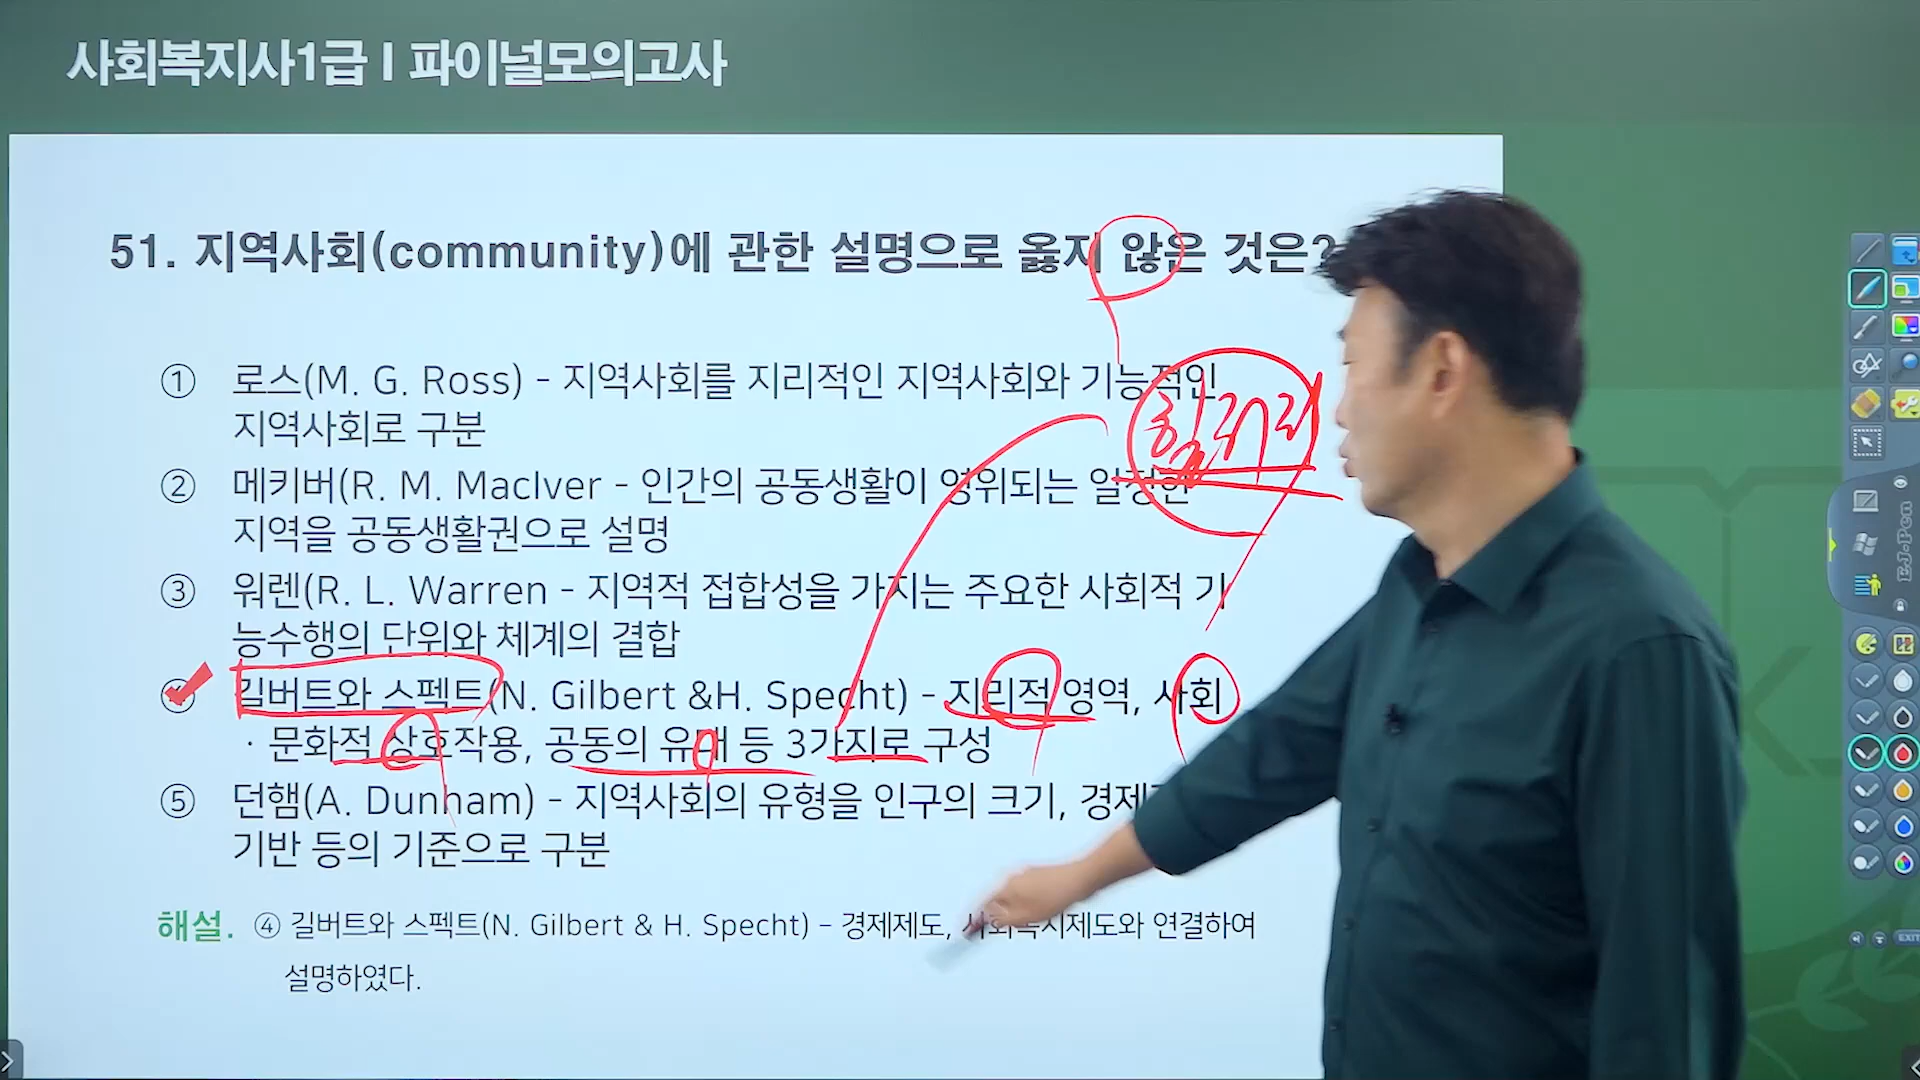 사회복지사1급 I 파이널모의고사
51. 지역사회(community)에 관한 설명으로 옳지 않은 것은?
① 로스(M. G. Ross) - 지역사회를 지리적인 지역사회와 기능적인
지역사회로 구분
힐러리
② 메키버(R. M. MacIver - 인간의 공동생활이 영위되는 일정한
지역을 공동생활권으로 설명
③ 워렌(R. L. Warren - 지역적 접합성을 가지는 주요한 사회적 기
능수행의 단위와 체계의 결합
④ 길버트와 스펙트(N. Gilbert &H. Specht) - 지리적 영역, 사회
· 문화적 상호작용, 공동의 유대 등 3가지로 구성
⑤ 던햄(A. Dunham) - 지역사회의 유형을 인구의 크기,
기반 등의 기준으로 구분
해설. ④ 길버트와 스펙트(N. Gilbert & H. Specht) - 경제제도, 사회복지제도와 연결하여
설명하였다.
EJ-Pen
EXIT